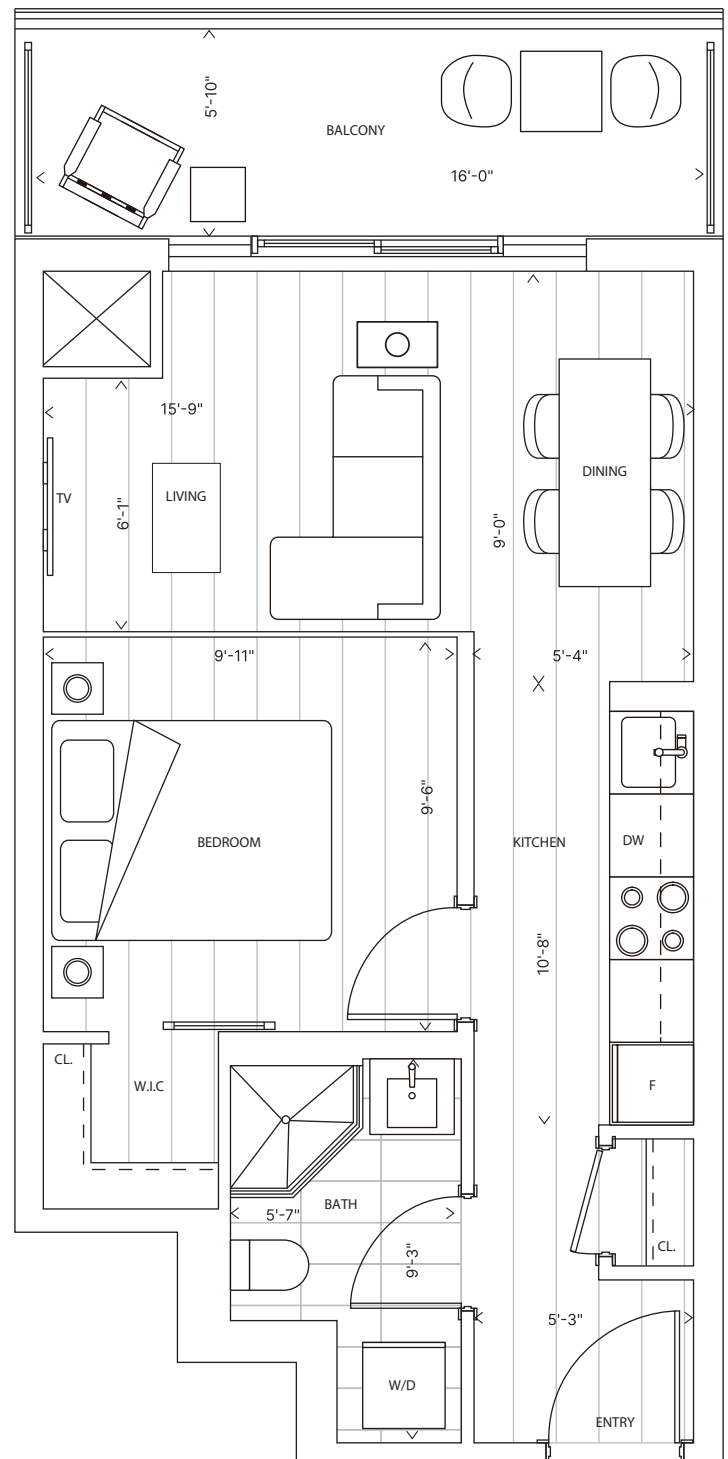 5'-10"
BALCONY
16'-0"
15'-9"
TV
LIVING
6'-1"
DINING
9'-0"
9'-11"
5'-4"
9'-6"
BEDROOM
KITCHEN
DW
10'-8"
CL.
W.I.C
F
BATH
5'-7"
9'-3"
CL.
5'-3"
W/D
ENTRY